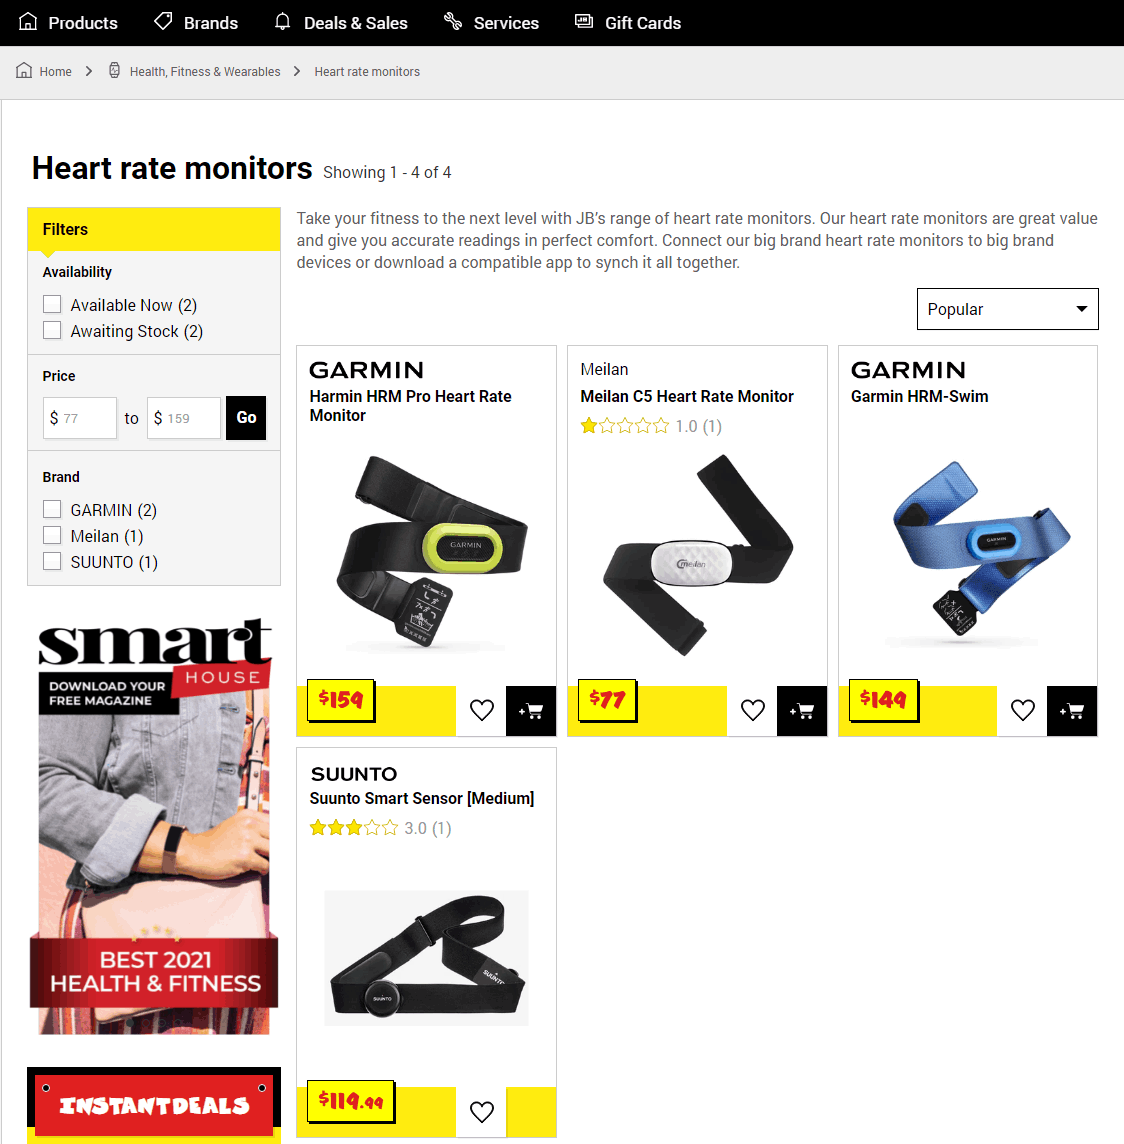 Products Brands Deals & Sales Services Gift Cards
Home Health, Fitness & Wearables Heart rate monitors
Heart rate monitors Showing 1 - 4 of 4
Filters
Availability
Available Now (2)
Awaiting Stock (2)
Price
$ 77 to $ 159 Go
Brand
GARMIN (2)
Meilan (1)
SUUNTO (1)
smart
HOUSE
DOWNLOAD YOUR
FREE MAGAZINE
BEST 2021
HEALTH & FITNESS
INSTANT DEALS
Take your fitness to the next level with JB's range of heart rate monitors. Our heart rate monitors are great value
and give you accurate readings in perfect comfort. Connect our big brand heart rate monitors to big brand
devices or download a compatible app to synch it all together.
Popular
GARMIN
Harmin HRM Pro Heart Rate
Monitor
GARMIN
$159
Meilan
Meilan C5 Heart Rate Monitor
1.0 (1)
meilan
$77
GARMIN
Garmin HRM-Swim
GARMIN
$149
SUUNTO
Suunto Smart Sensor [Medium]
3.0 (1)
SUUNTO
SUUNTO
$119.99